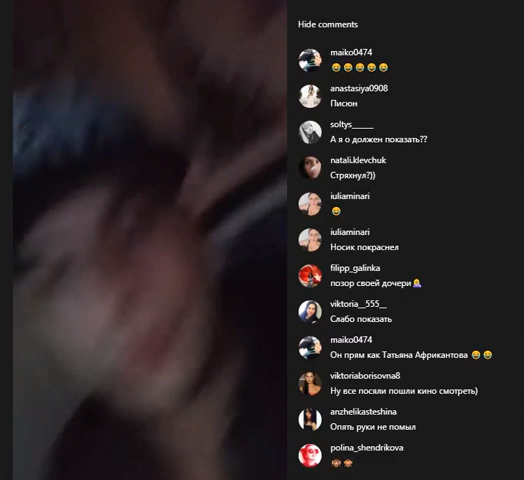 Hide comments
maiko0474
😂😂😂😂😂
anastasiya0908
Писюн
soltys_____
А я о должен показать??
natali.klevchuk
Стряхнул?))
iuliaminari
😂
iuliaminari
Носик покраснел
filipp_galinka
позор своей дочери🤷‍♀️
viktoria__555__
Слабо показать
maiko0474
Он прям как Татьяна Африкантова 😂😂
viktoriaborisovna8
Ну все посяли пошли кино смотреть)
anzhelikasteshina
Опять руки не помыл
polina_shendrikova
🙈🙊